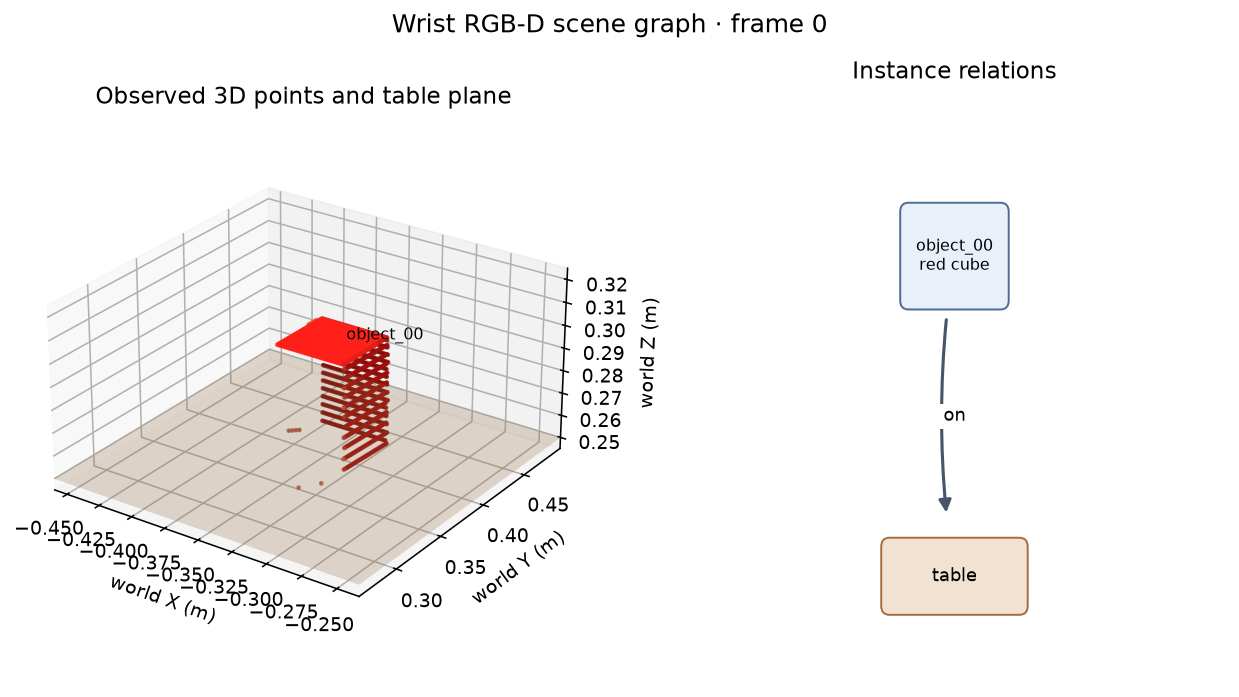 Wrist RGB-D scene graph · frame 0
Observed 3D points and table plane
Instance relations
object_00
0.32
0.31
0.30
0.29
0.28
0.27
0.26
0.25
world Z (m)
0.45
0.40
0.35
0.30
world Y (m)
−0.450
−0.425
−0.400
−0.375
−0.350
−0.325
−0.300
−0.275
−0.250
world X (m)
object_00
red cube
on
table